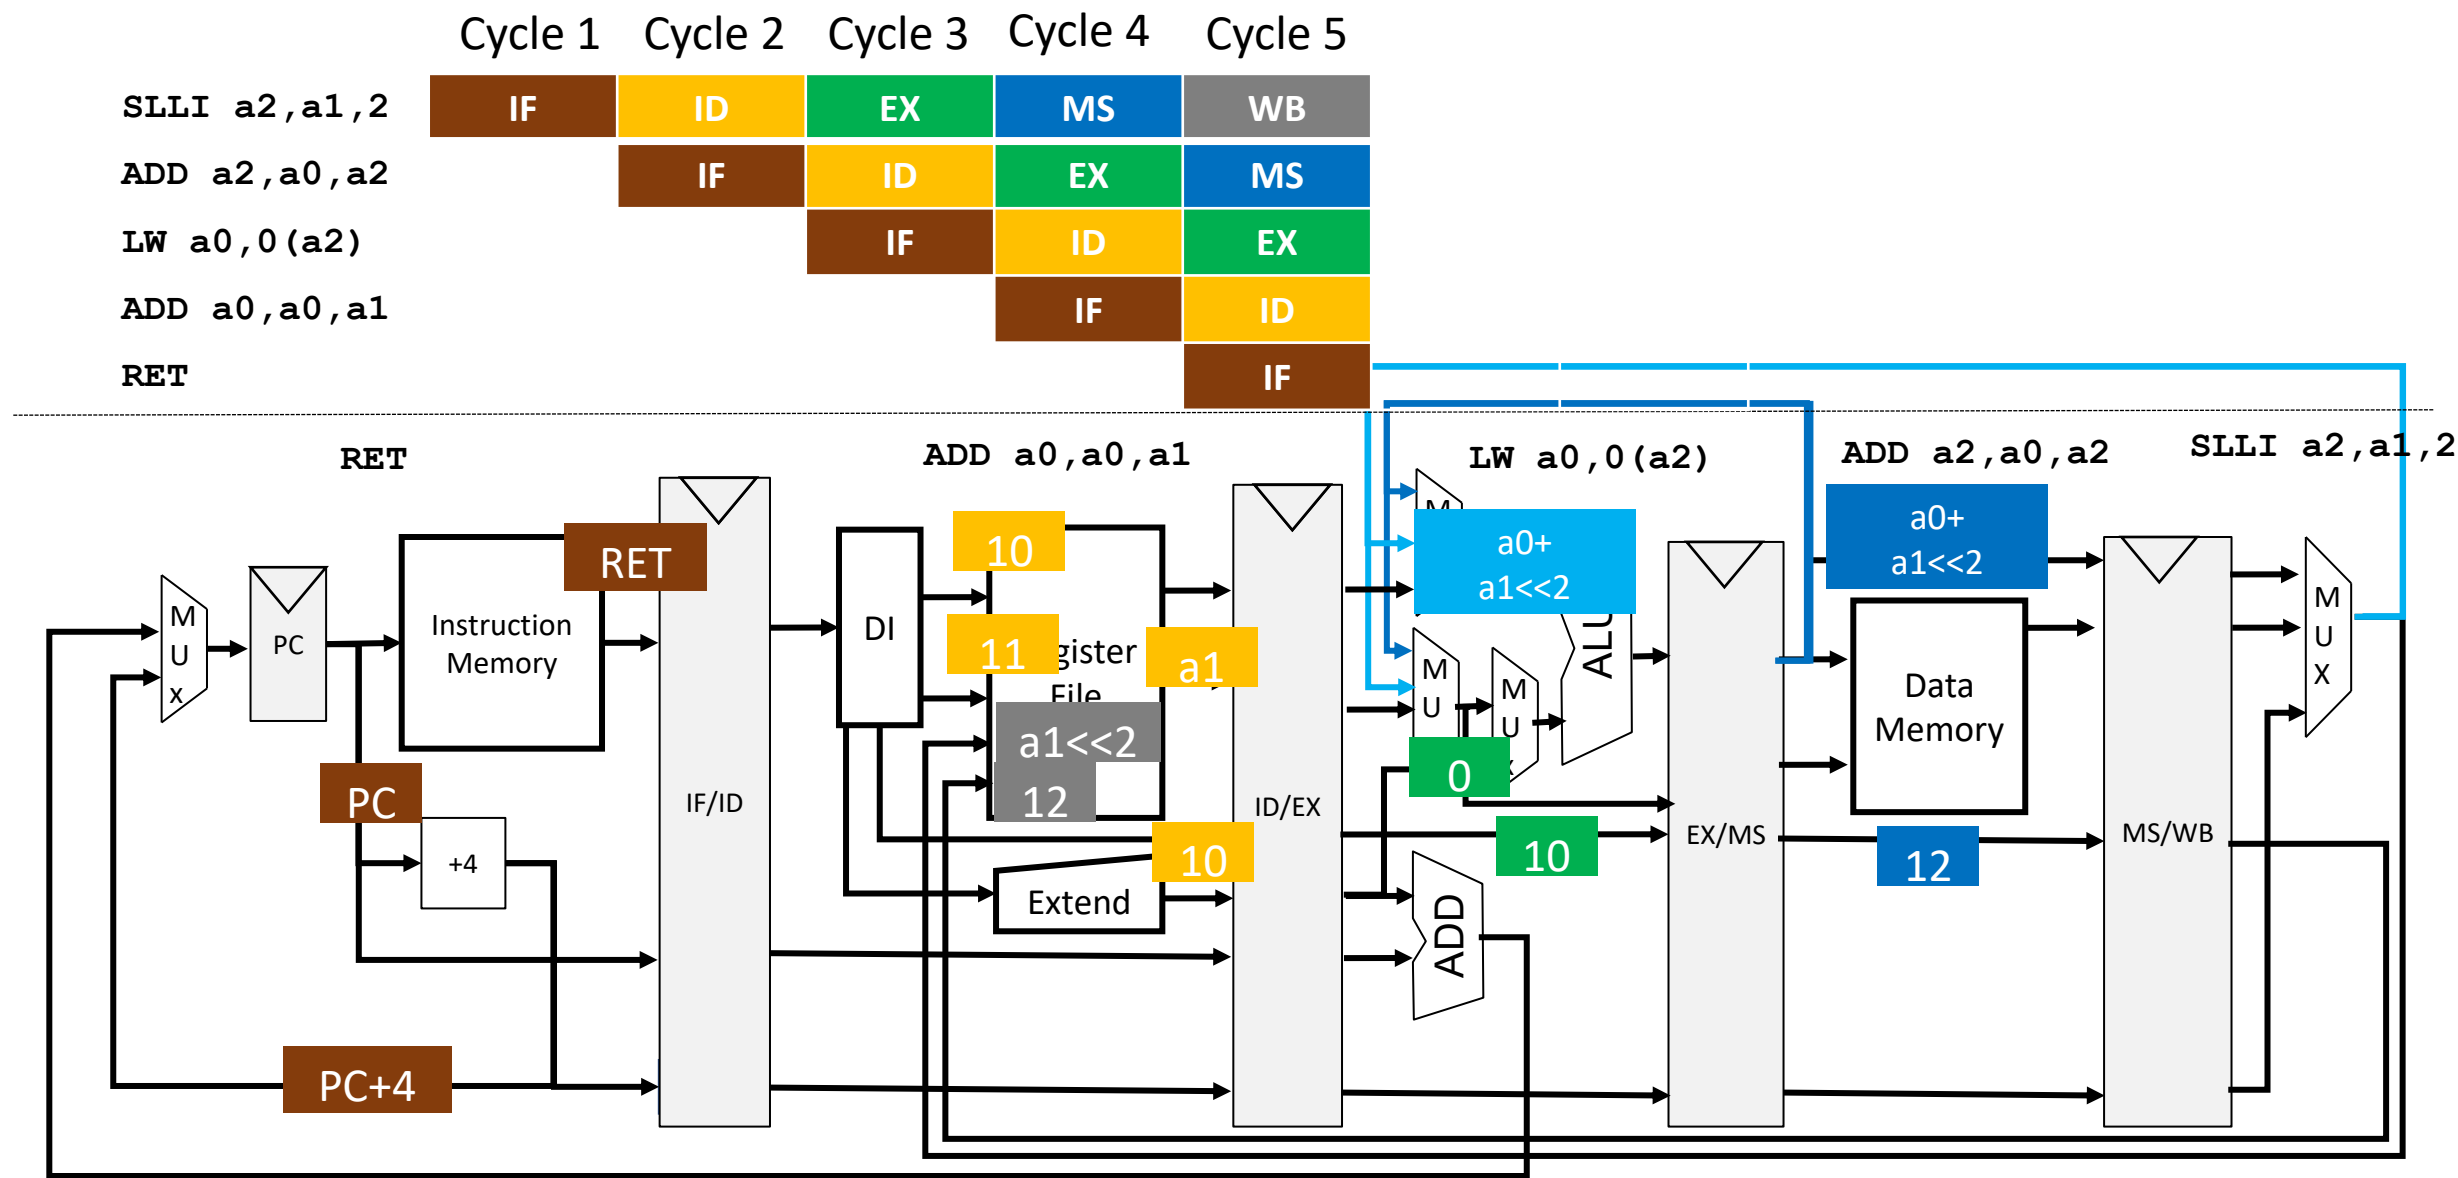 Cycle 1 Cycle 2 Cycle 3 Cycle 4 Cycle 5
SLLI a2,a1,2 IF ID EX MS WB
ADD a2,a0,a2 IF ID EX MS
LW a0,0(a2) IF ID EX
ADD a0,a0,a1 IF ID
RET IF
RET ADD a0,a0,a1 LW a0,0(a2) ADD a2,a0,a2 SLLI a2,a1,2
M
U
x
PC
Instruction
Memory
RET
PC
+4
PC+4
IF/ID
DI
10
11
gister
File
a1
a1<<2
12
10
Extend
ID/EX
M
a0+
a1<<2
M
U
M
U
x
0
ALU
10
ADD
EX/MS
a0+
a1<<2
Data
Memory
12
MS/WB
M
U
X